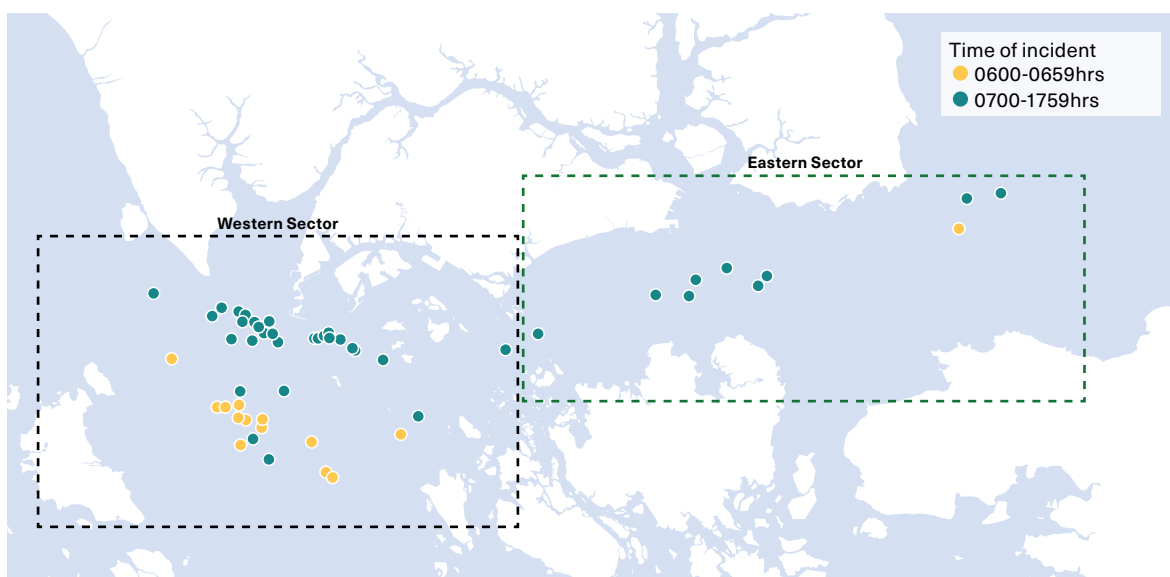 Time of incident
0600-0659hrs
0700-1759hrs
Eastern Sector
Western Sector